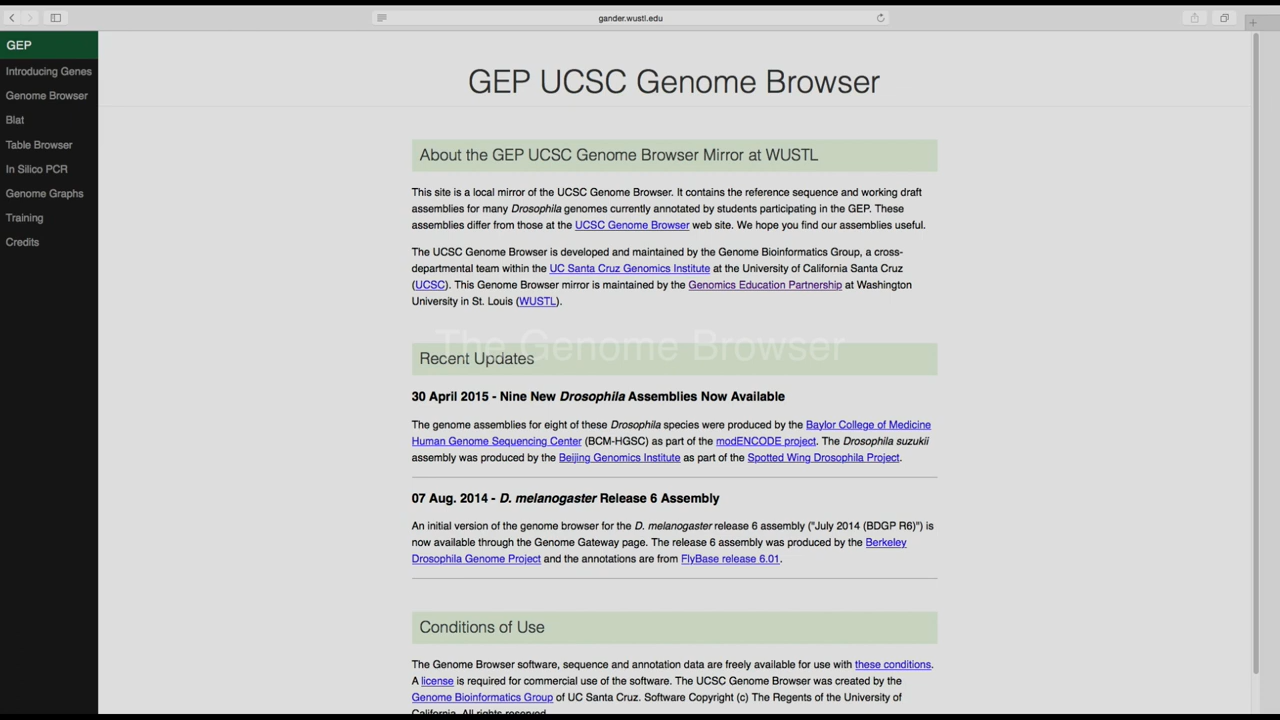 gander.wustl.edu
GEP
Introducing Genes
Genome Browser
Blat
Table Browser
In Silico PCR
Genome Graphs
Training
Credits
GEP UCSC Genome Browser
About the GEP UCSC Genome Browser Mirror at WUSTL
This site is a local mirror of the UCSC Genome Browser. It contains the reference sequence and working draft
assemblies for many Drosophila genomes currently annotated by students participating in the GEP. These
assemblies differ from those at the UCSC Genome Browser web site. We hope you find our assemblies useful.
The UCSC Genome Browser is developed and maintained by the Genome Bioinformatics Group, a cross-
departmental team within the UC Santa Cruz Genomics Institute at the University of California Santa Cruz
(UCSC). This Genome Browser mirror is maintained by the Genomics Education Partnership at Washington
University in St. Louis (WUSTL).
The Genome Browser
Recent Updates
30 April 2015 - Nine New Drosophila Assemblies Now Available
The genome assemblies for eight of these Drosophila species were produced by the Baylor College of Medicine
Human Genome Sequencing Center (BCM-HGSC) as part of the modENCODE project. The Drosophila suzukii
assembly was produced by the Beijing Genomics Institute as part of the Spotted Wing Drosophila Project.
07 Aug. 2014 - D. melanogaster Release 6 Assembly
An initial version of the genome browser for the D. melanogaster release 6 assembly ("July 2014 (BDGP R6)") is
now available through the Genome Gateway page. The release 6 assembly was produced by the Berkeley
Drosophila Genome Project and the annotations are from FlyBase release 6.01.
Conditions of Use
The Genome Browser software, sequence and annotation data are freely available for use with these conditions.
A license is required for commercial use of the software. The UCSC Genome Browser was created by the
Genome Bioinformatics Group of UC Santa Cruz. Software Copyright (c) The Regents of the University of
California. All rights reserved.